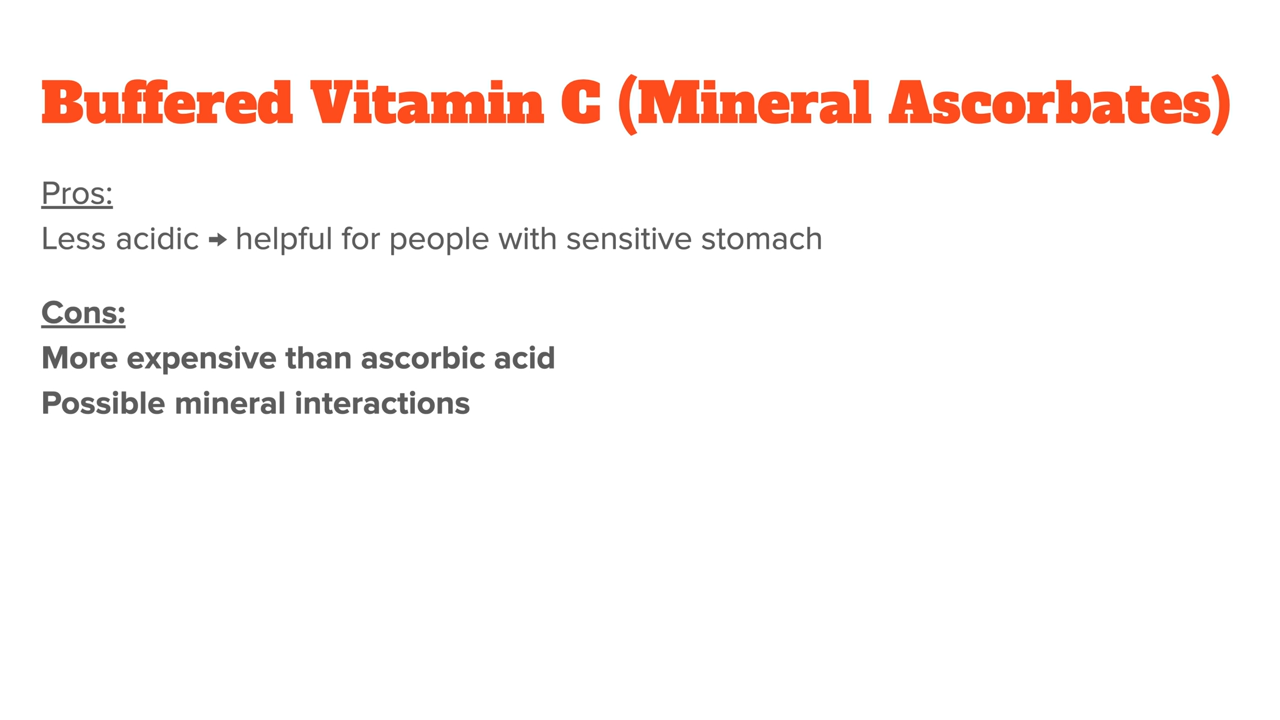 Buffered Vitamin C (Mineral Ascorbates)
Pros:
Less acidic → helpful for people with sensitive stomach
Cons:
More expensive than ascorbic acid
Possible mineral interactions